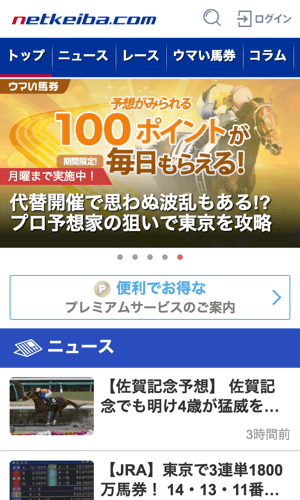 netkeiba.com
ログイン
トップ ニュース レース ウマい馬券 コラム
ウマい馬券
予想がみられる
100ポイントが
期間限定! 毎日もらえる!
月曜まで実施中！
代替開催で思わぬ波乱もある!?
プロ予想家の狙いで東京を攻略
P 便利でお得な
プレミアムサービスのご案内
ニュース
【佐賀記念予想】 佐賀記
念でも明け4歳が猛威を…
3時間前
【JRA】東京で3連単1800
万馬券！ 14・13・11番…